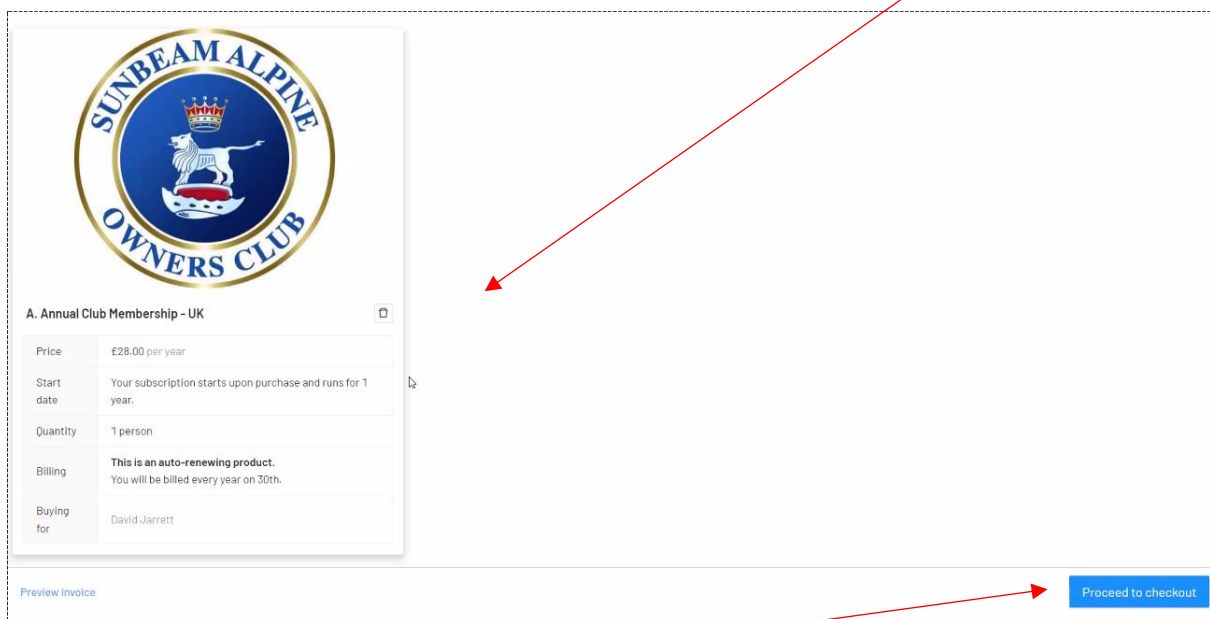 SUNBEAM ALPINE
OWNERS CLUB
A. Annual Club Membership - UK
Price £28.00 per year
Start date Your subscription starts upon purchase and runs for 1 year.
Quantity 1 person
Billing This is an auto-renewing product.
You will be billed every year on 30th.
Buying for David Jarrett
Preview Invoice
Proceed to checkout